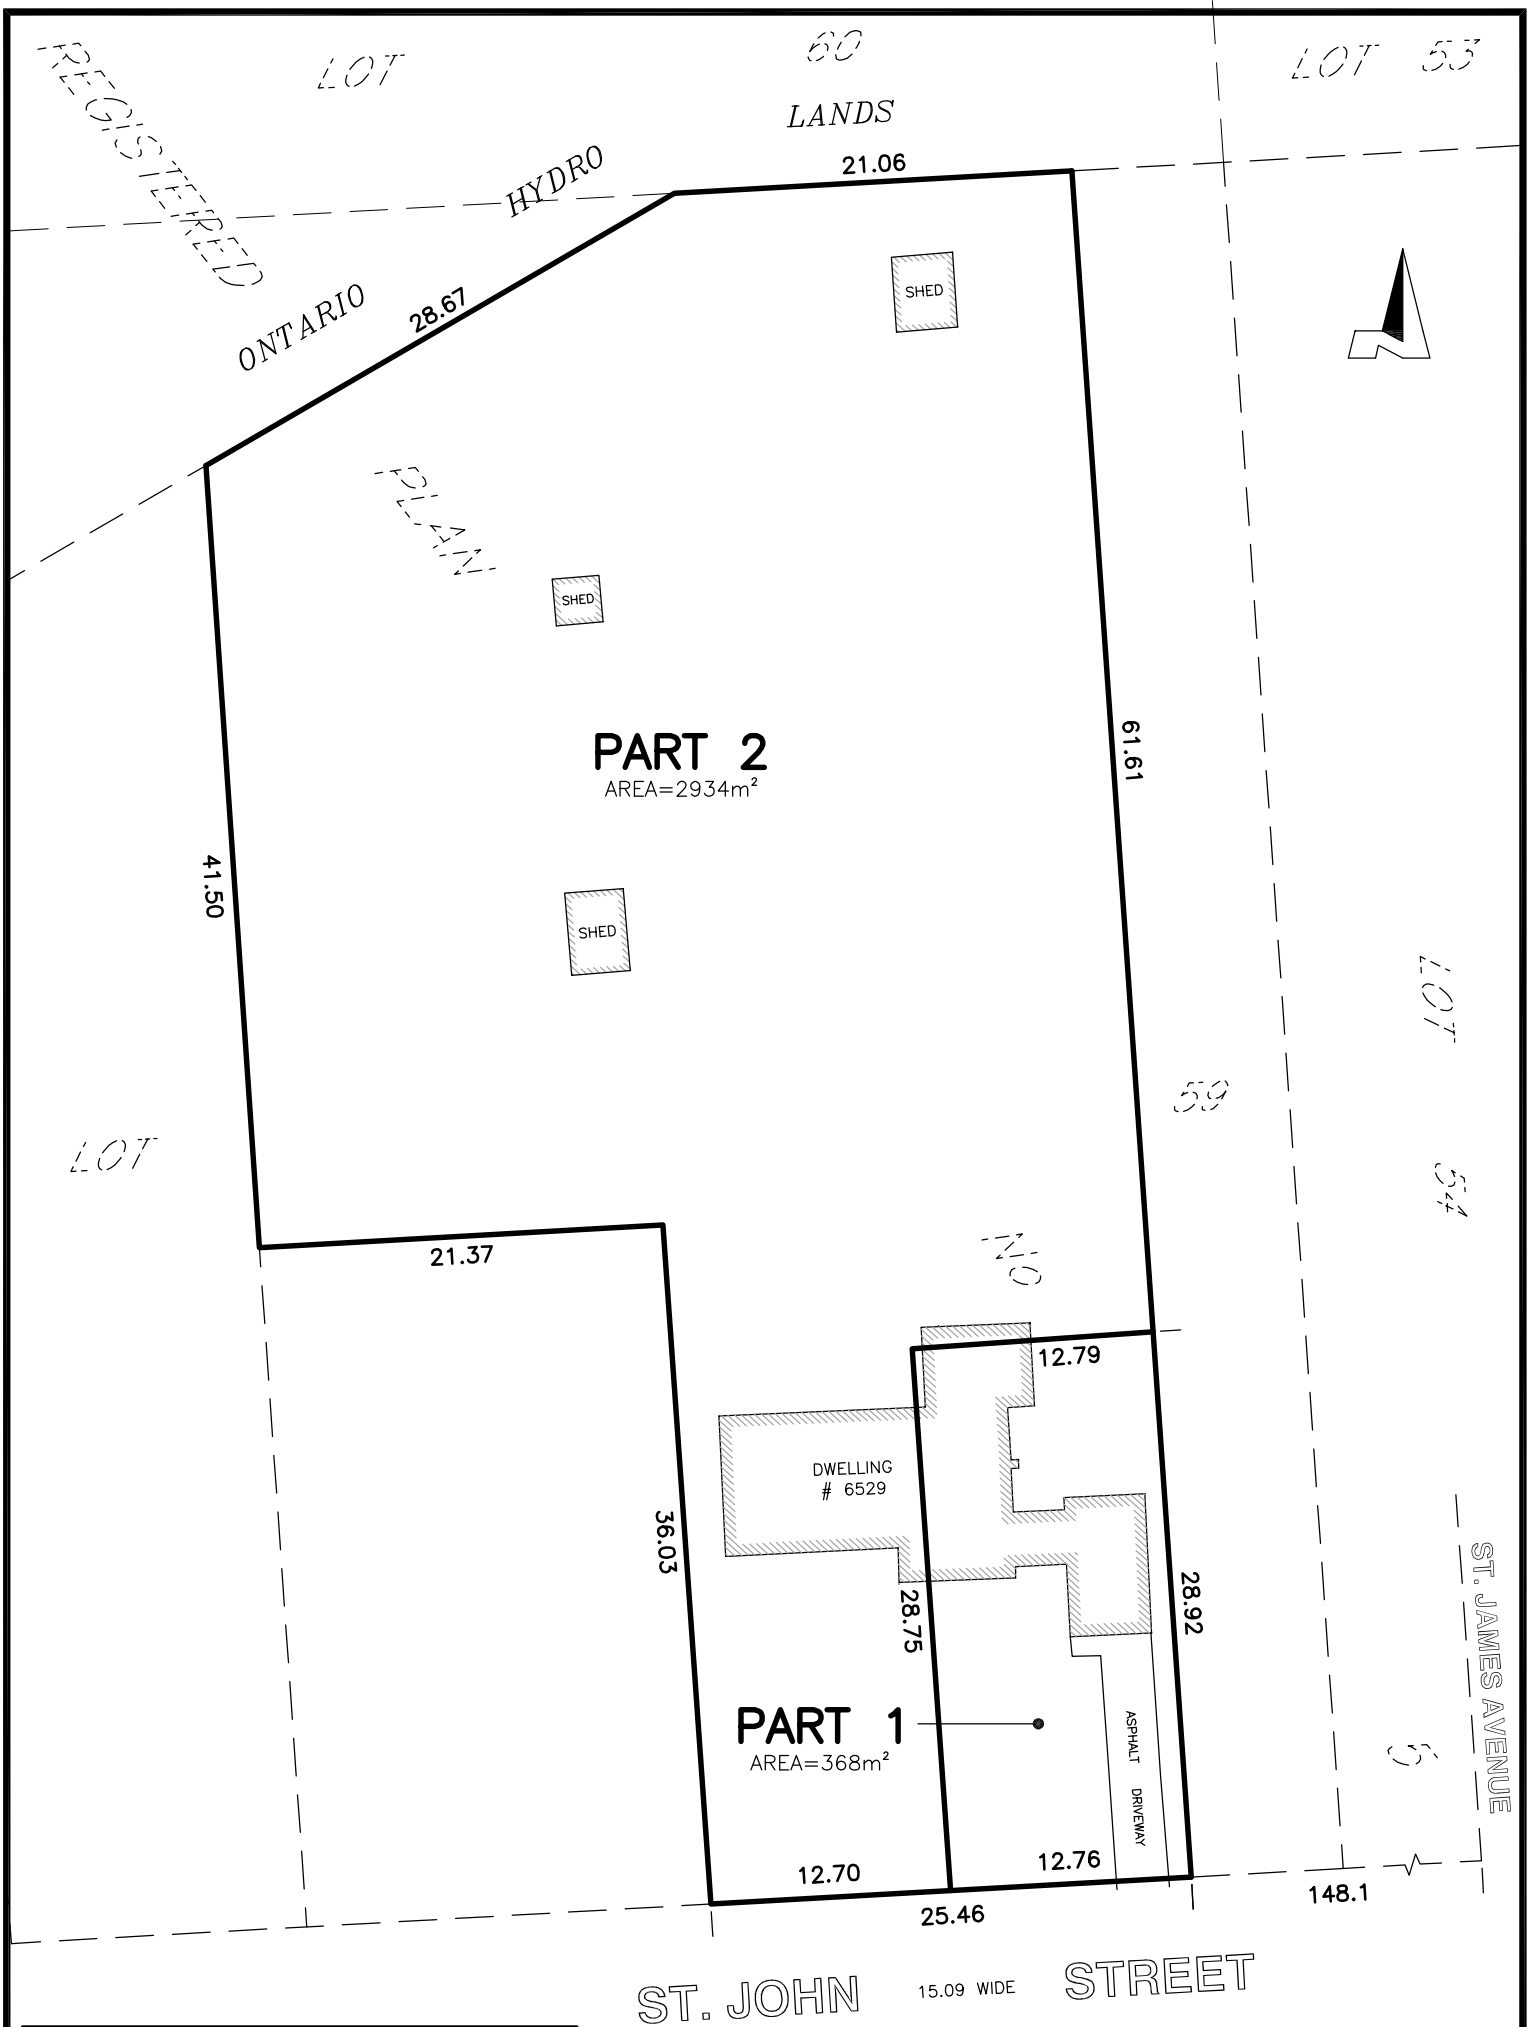 REGISTERED
LOT
60
LOT 53
LANDS
HYDRO
ONTARIO
21.06
28.67
SHED
PLAN
SHED
PART 2
AREA=2934m²
61.61
41.50
SHED
LOT
59
LOT
54
21.37
NO
12.79
DWELLING
# 6529
36.03
28.75
28.92
ST. JAMES AVENUE
PART 1
AREA=368m²
ASPHALT DRIVEWAY
5
12.70
12.76
25.46
148.1
ST. JOHN STREET
15.09 WIDE